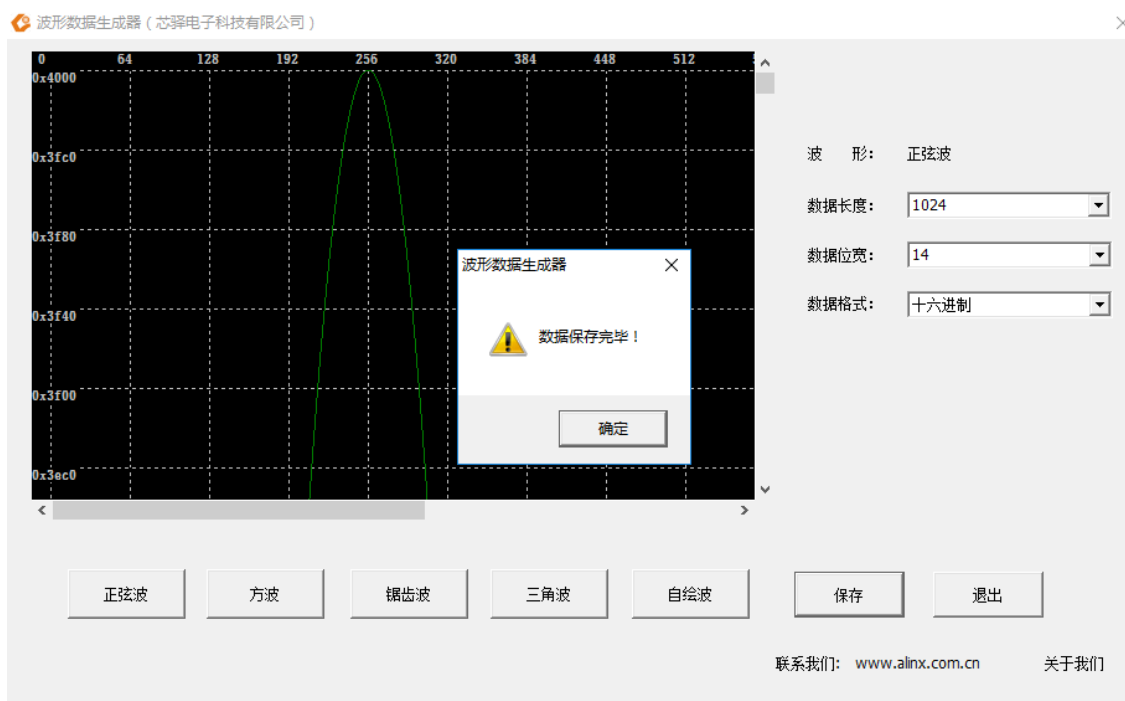 波形数据生成器（芯驿电子科技有限公司）
0 64 128 192 256 320 384 448 512
0x4000
0x3fc0
0x3f80
0x3f40
0x3f00
0x3ec0
波 形： 正弦波
数据长度： 1024
数据位宽： 14
数据格式： 十六进制
波形数据生成器
数据保存完毕！
确定
正弦波 方波 锯齿波 三角波 自绘波 保存 退出
联系我们： www.alinx.com.cn 关于我们